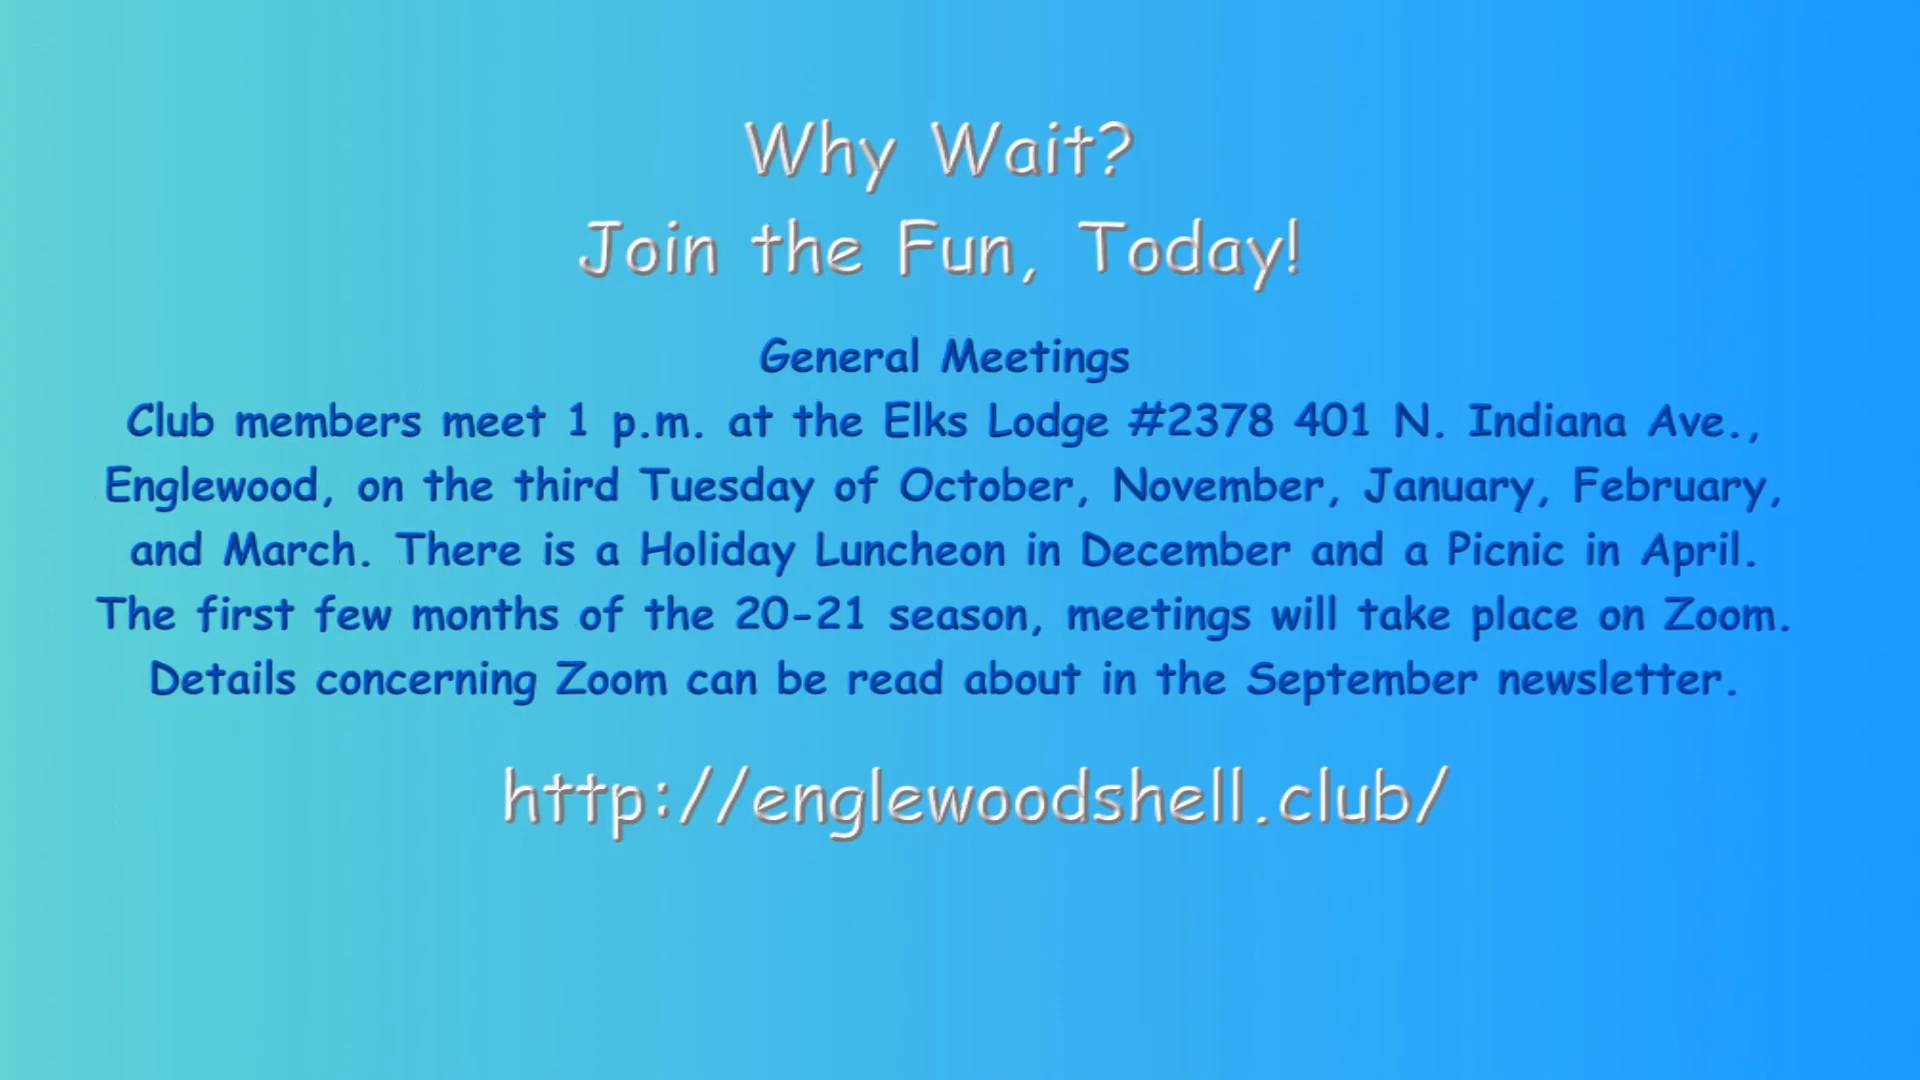 Why Wait?
Join the Fun, Today!
General Meetings
Club members meet 1 p.m. at the Elks Lodge #2378 401 N. Indiana Ave.,
Englewood, on the third Tuesday of October, November, January, February,
and March. There is a Holiday Luncheon in December and a Picnic in April.
The first few months of the 20-21 season, meetings will take place on Zoom.
Details concerning Zoom can be read about in the September newsletter.
http://englewoodshell.club/